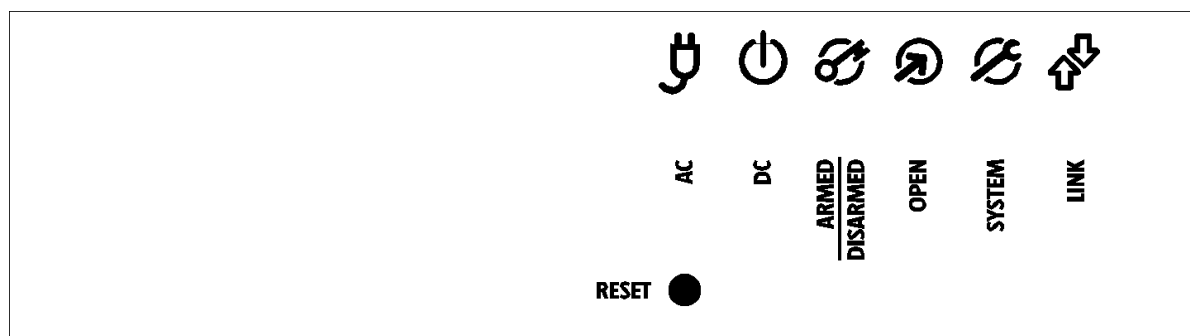 AC
DC
ARMED
DISARMED
OPEN
SYSTEM
LINK
RESET